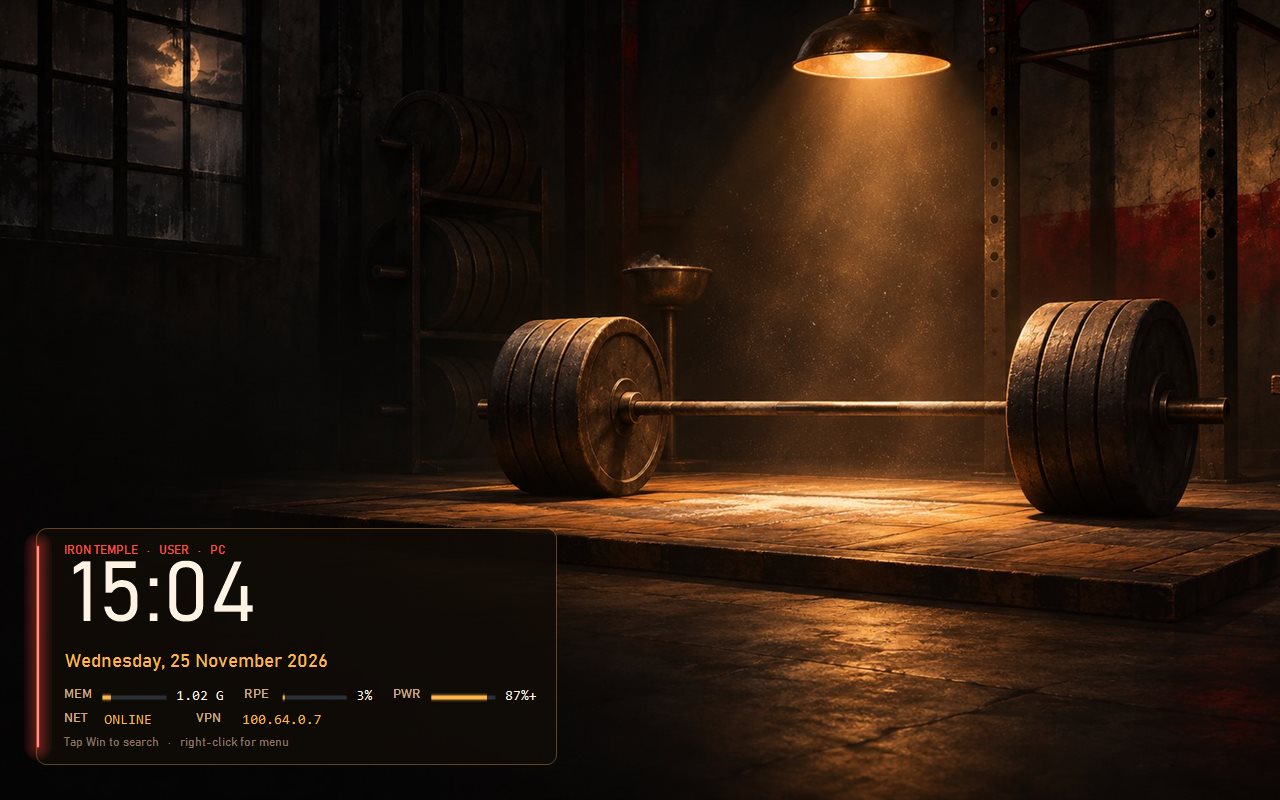 IRON TEMPLE · USER · PC
15:04
Wednesday, 25 November 2026
MEM 1.02 G RPE 3% PWR 87%+
NET ONLINE VPN 100.64.0.7
Tap Win to search · right-click for menu